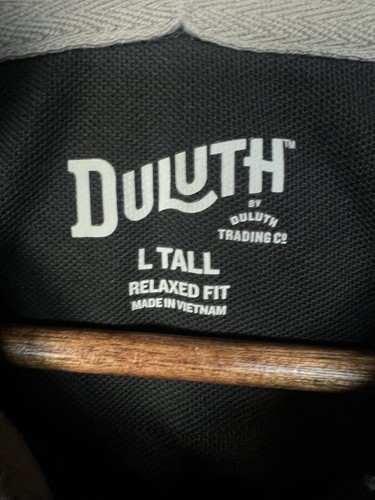 DULUTH™
BY
DULUTH
TRADING CO
L TALL
RELAXED FIT
MADE IN VIETNAM